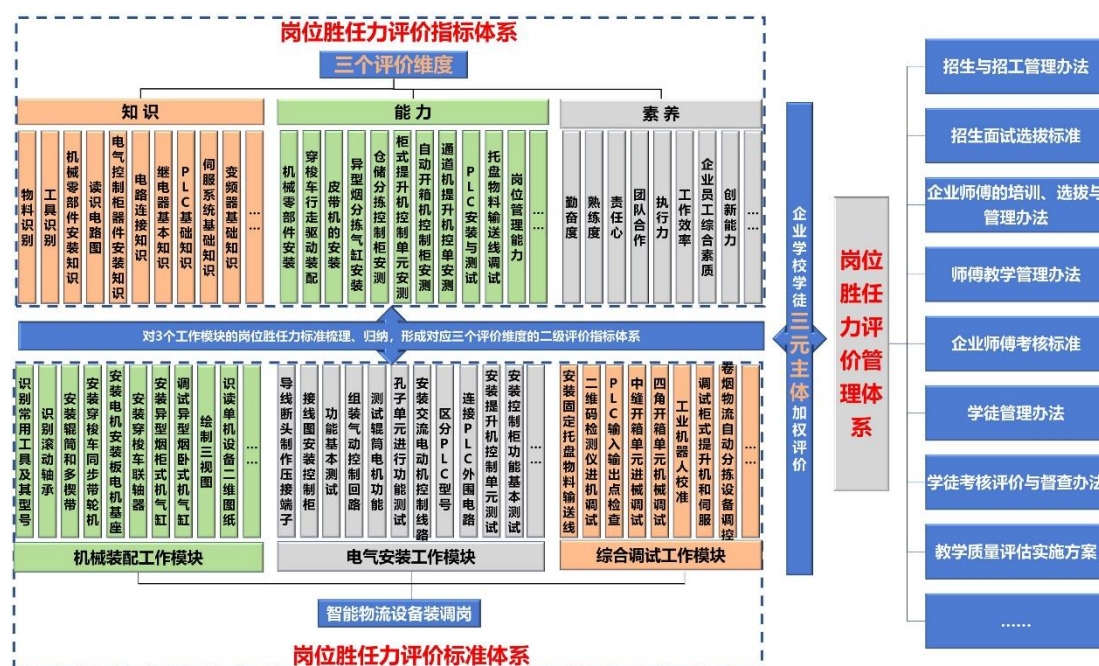 岗位胜任力评价指标体系
三个评价维度
知识
能力
素养
物料识别
工具识别
机械零部件安装知识
读识电路图
电气控制柜器件安装知识
电路连接知识
继电器基本知识
PLC基础知识
伺服系统基础知识
变频器基础知识
……
机械零部件安装
穿梭车行走驱动装配
皮带机的安装
异型烟分拣气缸安装
仓储分拣控制柜安测
柜式提升机控制单元安测
自动开箱机控制柜安测
通道机提升机控单安测
PLC安装与测试
托盘物料输送线调试
岗位管理能力
……
勤奋度
熟练度
责任心
团队合作
执行力
工作效率
企业员工综合素质
创新能力
……
对3个工作模块的岗位胜任力标准梳理、归纳，形成对应三个评价维度的二级评价指标体系
识别常用工具及其型号
识别滚动轴承
安装辊筒和多楔带
安装穿梭车同步带轮机
安装电机安装板电机基座
安装穿梭车联轴器
安装异型烟柜式机气缸
调试异型烟卧式机气缸
绘制三视图
识读单机设备二维图纸
……
导线断头制作压接端子
接线图安装控制柜
功能基本测试
组装气动控制回路
测试辊筒电机功能
孔子单元进行功能测试
安装交流电动机控制线路
区分PLC型号
连接PLC外围电路
安装提升机控制单元测试
安装控制柜功能基本测试
……
安装固定托盘物料输送线
二维码检测仪进机调试
PLC输入输出点检查
中缝开箱单元进械调试
四角开箱单元机械调试
工业机器人校准
调试柜式提升机和伺服
卷烟物流自动分拣设备调控
……
机械装配工作模块
电气安装工作模块
综合调试工作模块
智能物流设备装调岗
岗位胜任力评价标准体系
企业学校学徒三元主体加权评价
岗位胜任力评价管理体系
招生与招工管理办法
招生面试选拔标准
企业师傅的培训、选拔与
管理办法
师傅教学管理办法
企业师傅考核标准
学徒管理办法
学徒考核评价与督查办法
教学质量评估实施方案
……